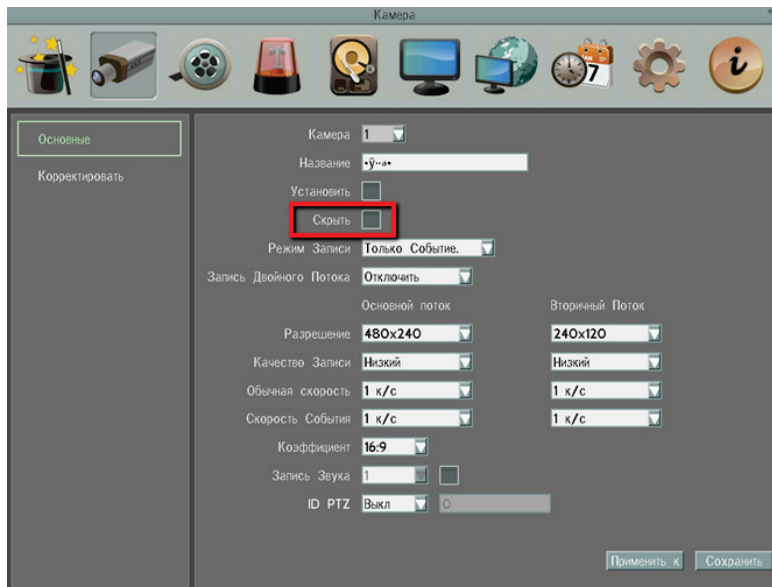 Камера
7
i
Основные
Корректировать
Камера 1
Название
Установить
Скрыть
Режим Записи Только Событие.
Запись Двойного Потока Отключить
Основной поток Вторичный Поток
Разрешение 480x240 240x120
Качество Записи Низкий Низкий
Обычная скорость 1 к/с 1 к/с
Скорость События 1 к/с 1 к/с
Коэффициент 16:9
Запись Звука 1
ID PTZ Выкл 0
Применить к Сохранить